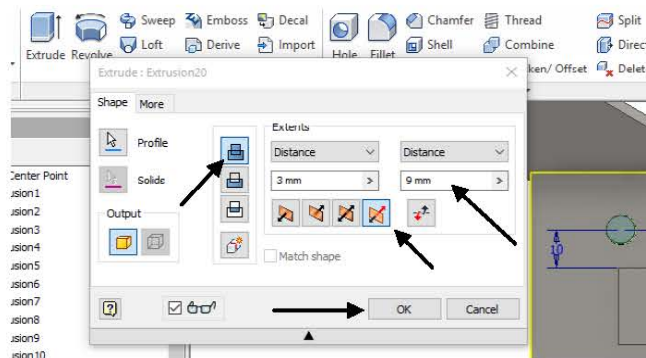 Sweep Emboss Decal Chamfer Thread Split
Loft Derive Import Shell Combine Direc
Extrude Revolve Hole Fillet ken/ Offset Delet
Extrude : Extrusion20
Shape More
Profile
Solids
Output
Extents
Distance Distance
3 mm > 9 mm >
Match shape
OK Cancel
Center Point
usion1
usion2
usion3
usion4
usion5
usion6
usion7
usion8
usion9
usion10
10